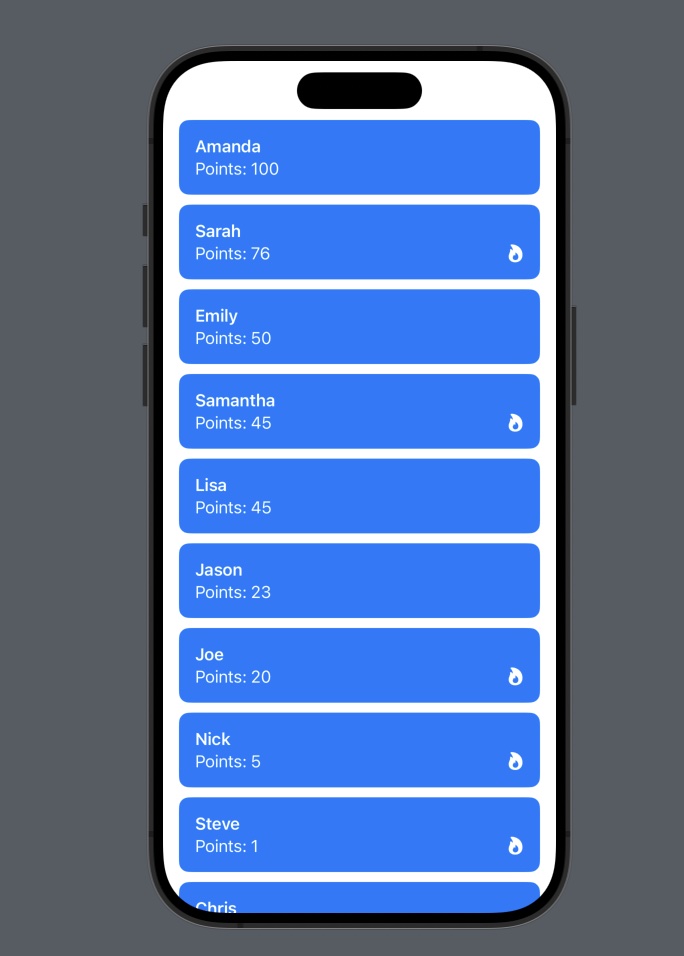 Amanda
Points: 100
Sarah
Points: 76
Emily
Points: 50
Samantha
Points: 45
Lisa
Points: 45
Jason
Points: 23
Joe
Points: 20
Nick
Points: 5
Steve
Points: 1
Chris